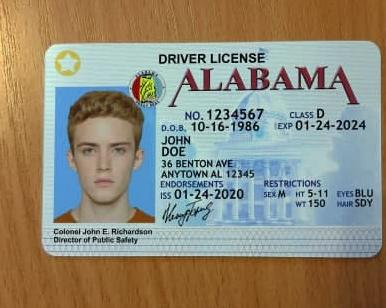 DRIVER LICENSE
ALABAMA
NO. 1234567 CLASS D
D.O.B. 10-16-1986 EXP 01-24-2024
JOHN
DOE
36 BENTON AVE
ANYTOWN AL 12345
ENDORSEMENTS RESTRICTIONS
ISS 01-24-2020 SEX M HT 5-11 EYES BLU
WT 150 HAIR SDY
Colonel John E. Richardson
Director of Public Safety